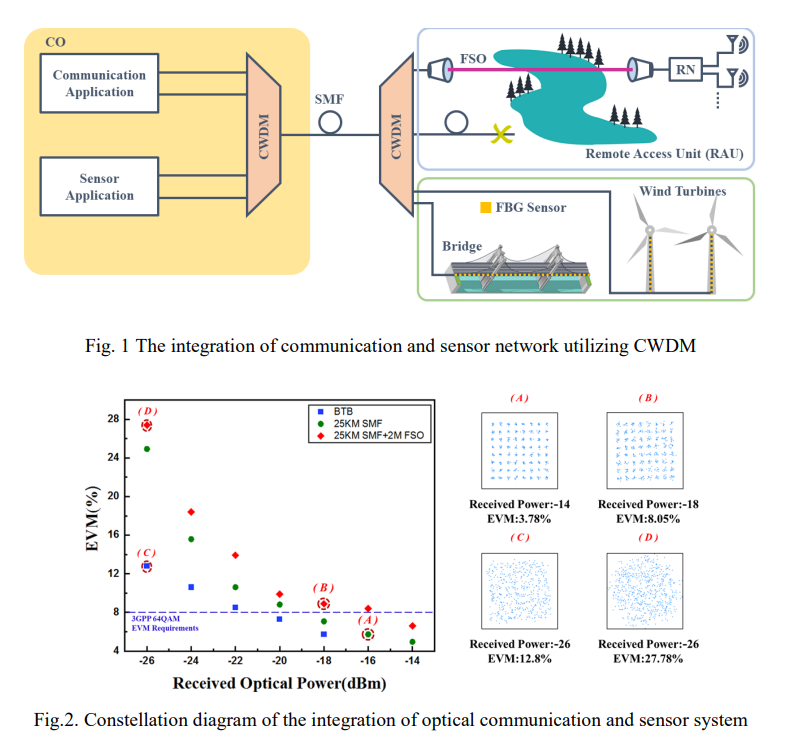 CO
Communication
Application
Sensor
Application
CWDM
SMF
CWDM
FSO
RN
Remote Access Unit (RAU)
FBG Sensor
Wind Turbines
Bridge
Fig. 1 The integration of communication and sensor network utilizing CWDM
EVM(%)
28
24
20
16
12
8
4
(D)
(C)
(B)
(A)
BTB
25KM SMF
25KM SMF+2M FSO
3GPP 64QAM
EVM Requirements
-26 -24 -22 -20 -18 -16 -14
Received Optical Power(dBm)
(A)
Received Power:-14
EVM:3.78%
(B)
Received Power:-18
EVM:8.05%
(C)
Received Power:-26
EVM:12.8%
(D)
Received Power:-26
EVM:27.78%
Fig.2. Constellation diagram of the integration of optical communication and sensor system